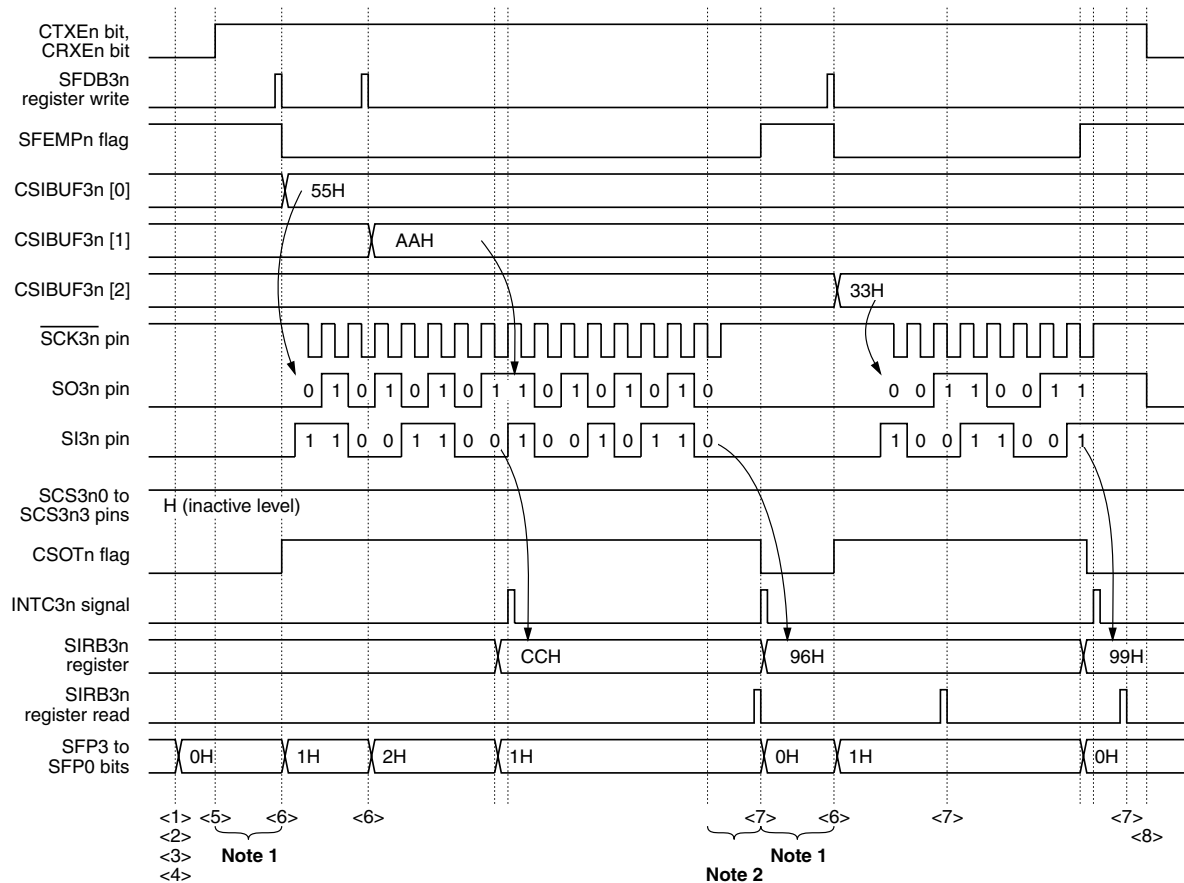 CTXEn bit,
CRXEn bit
SFDB3n
register write
SFEMPn flag
CSIBUF3n [0]
55H
CSIBUF3n [1]
AAH
CSIBUF3n [2]
33H
SCK3n pin
SO3n pin
0 1 0 1 0 1 0 1 1 0 1 0 1 0 1 0 0 0 1 1 0 0 1 1
SI3n pin
1 1 0 0 1 1 0 0 1 0 0 1 0 1 1 0 1 0 0 1 1 0 0 1
SCS3n0 to
SCS3n3 pins
H (inactive level)
CSOTn flag
INTC3n signal
SIRB3n
register
CCH 96H 99H
SIRB3n
register read
SFP3 to
SFP0 bits
0H 1H 2H 1H 0H 1H 0H
<1> <5> <6> <6> <7> <6> <7> <7>
<2> <8>
<3> Note 1 Note 1
<4> Note 2